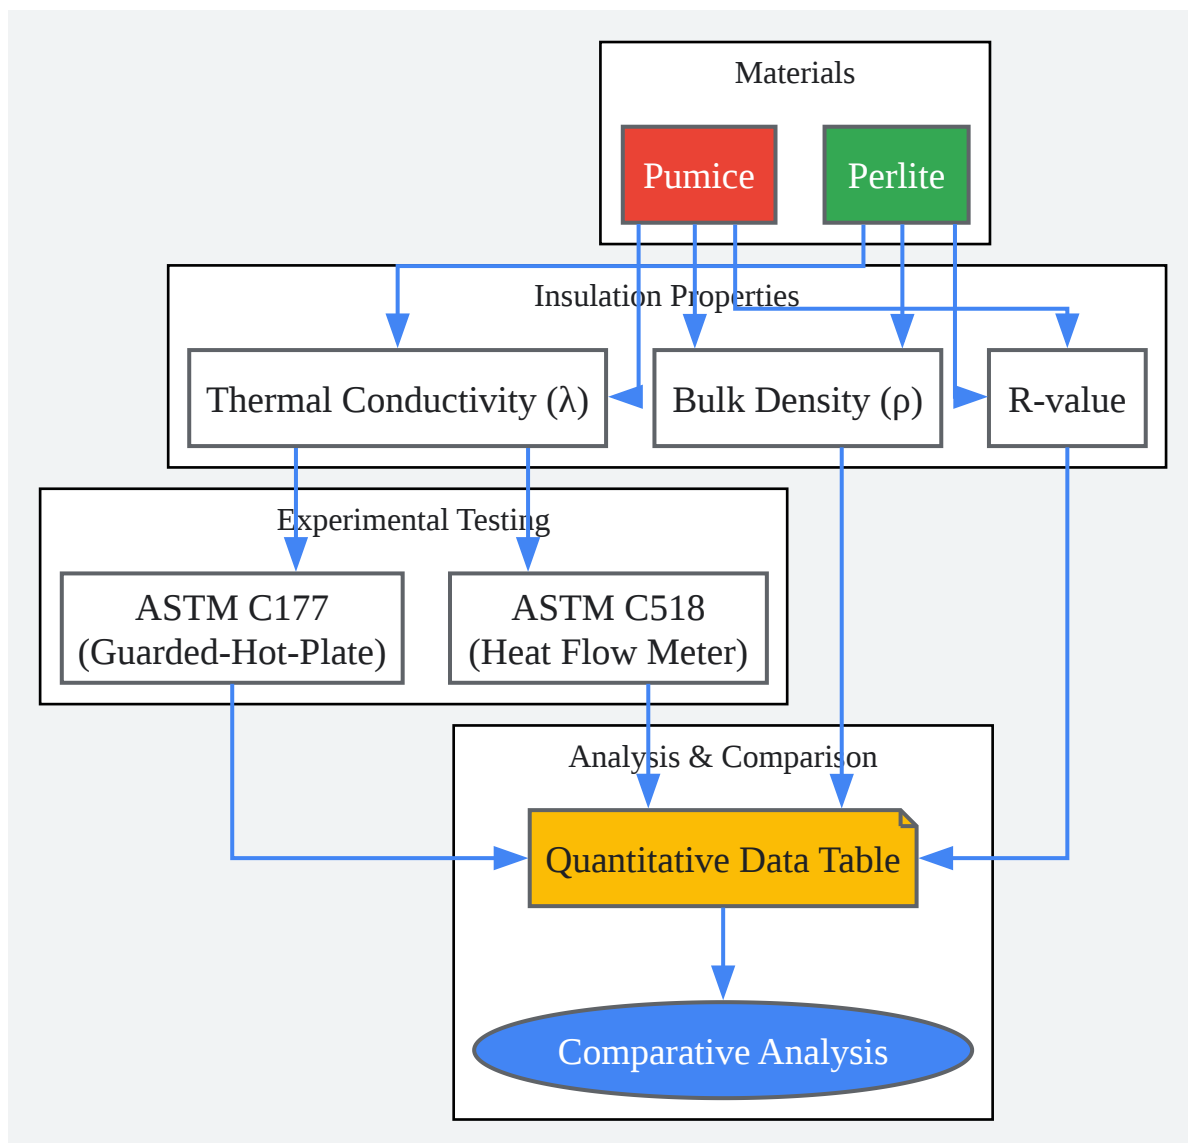 Materials
Pumice
Perlite
Insulation Properties
Thermal Conductivity (λ)
Bulk Density (ρ)
R-value
Experimental Testing
ASTM C177
(Guarded-Hot-Plate)
ASTM C518
(Heat Flow Meter)
Analysis & Comparison
Quantitative Data Table
Comparative Analysis